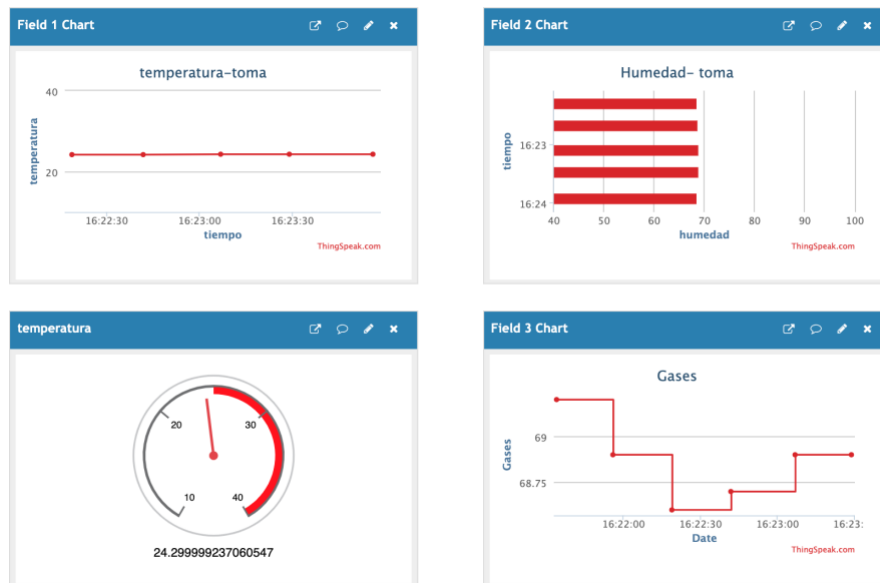 Field 1 Chart
temperatura-toma
40
20
temperatura
16:22:30 16:23:00 16:23:30
tiempo
ThingSpeak.com
Field 2 Chart
Humedad- toma
tiempo
16:23
16:24
40 50 60 70 80 90 100
humedad
ThingSpeak.com
temperatura
20 30
10 40
24.299999237060547
Field 3 Chart
Gases
Gases
69
68.75
16:22:00 16:22:30 16:23:00 16:23:
Date
ThingSpeak.com